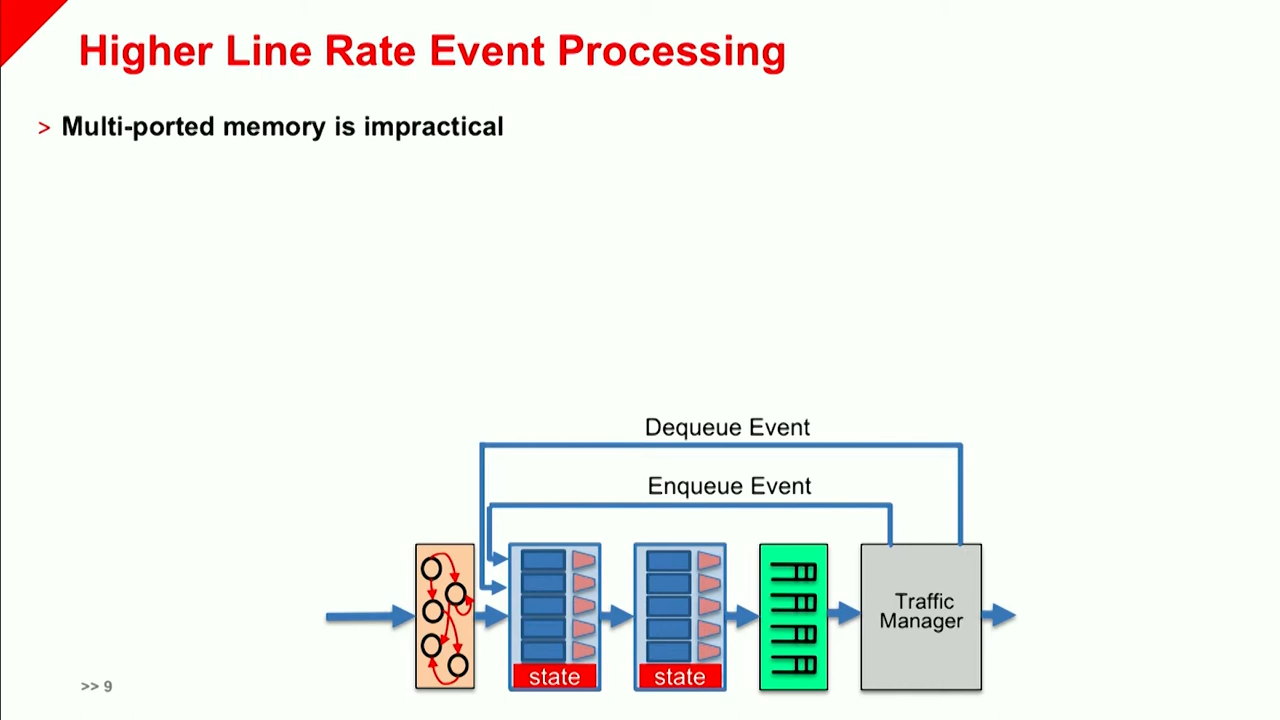 Higher Line Rate Event Processing
> Multi-ported memory is impractical
Dequeue Event
Enqueue Event
Traffic
Manager
state
state
>> 9